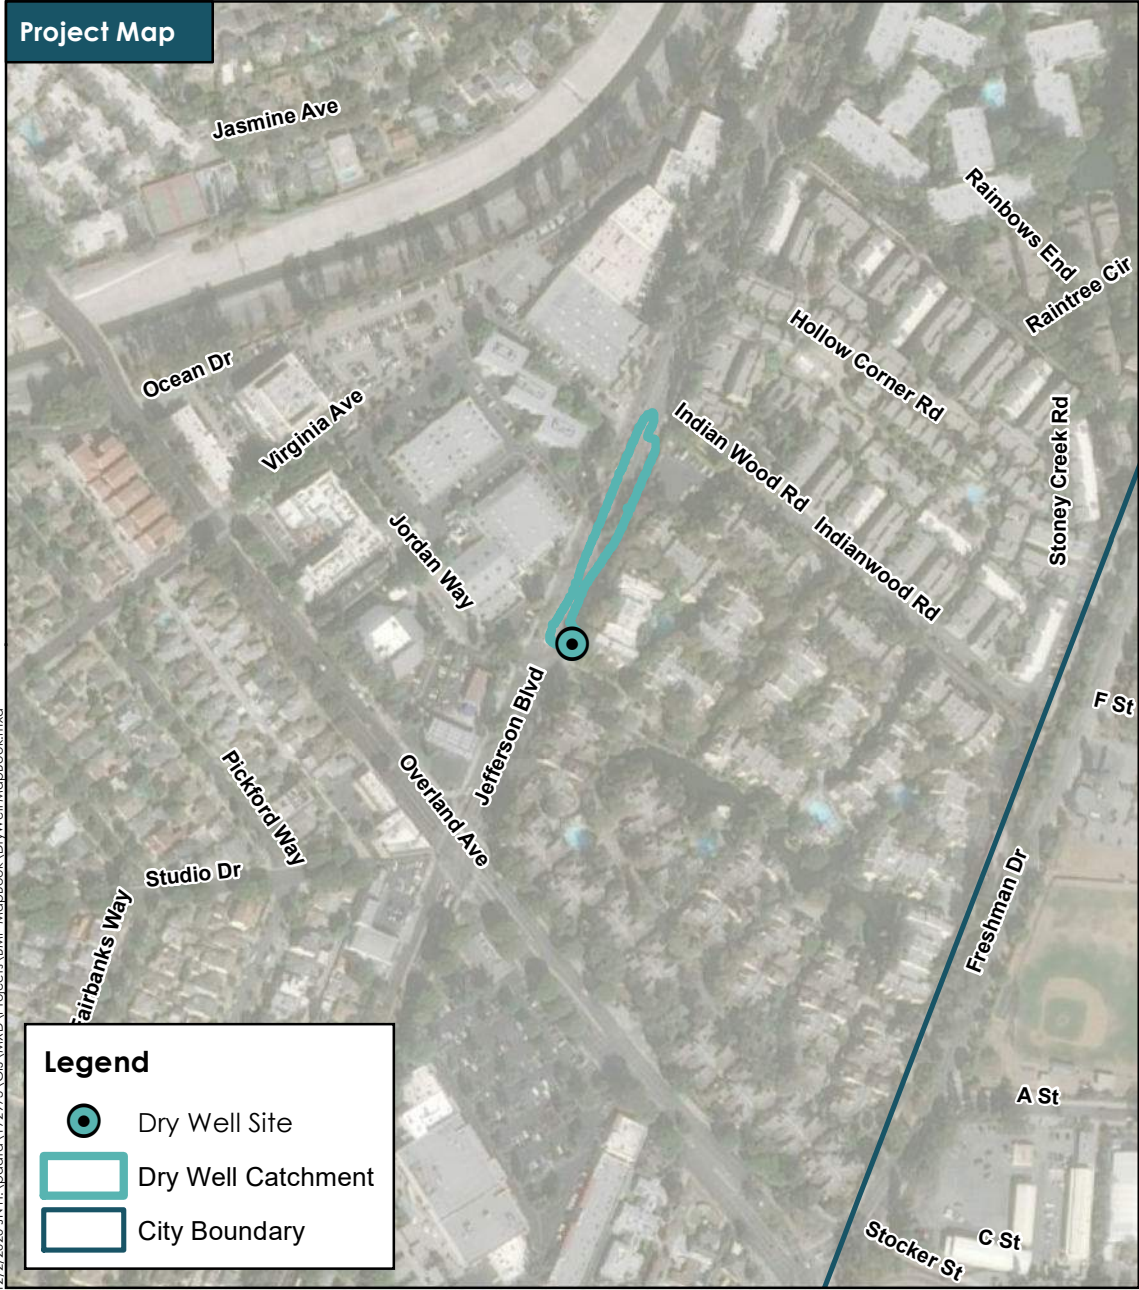 Project Map
Jasmine Ave
Rainbows End
Raintree Cir
Hollow Corner Rd
Ocean Dr
Virginia Ave
Indian Wood Rd
Stoney Creek Rd
Jordan Way
Indianwood Rd
F St
Jefferson Blvd
Pickford Way
Overland Ave
Studio Dr
Fairbanks Way
Freshman Dr
Legend
Dry Well Site
Dry Well Catchment
City Boundary
A St
C St
Stocker St